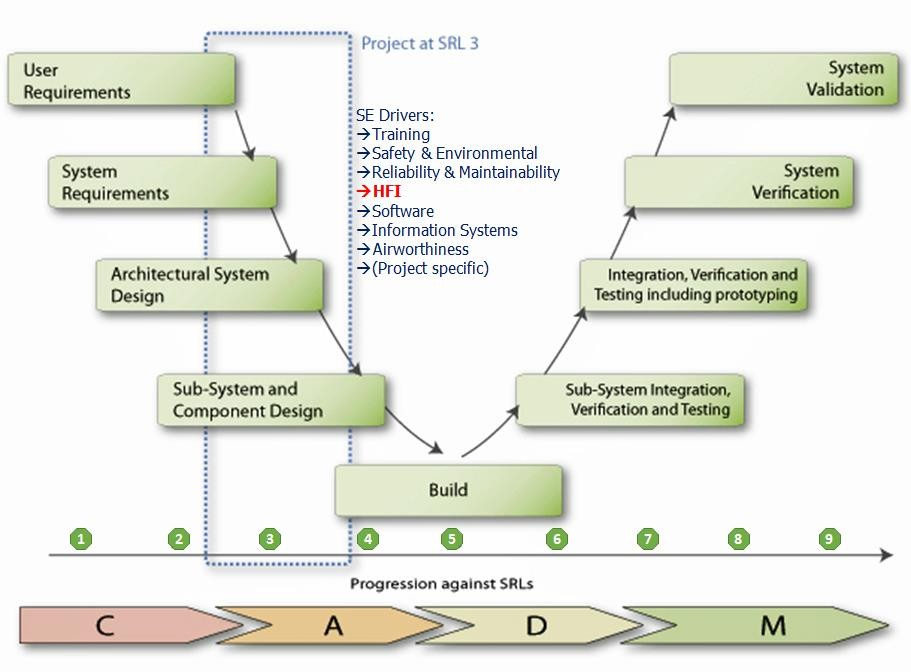 Project at SRL 3
User
Requirements
System
Requirements
Architectural System
Design
Sub-System and
Component Design
SE Drivers:
→Training
→Safety & Environmental
→Reliability & Maintainability
→HFI
→Software
→Information Systems
→Airworthiness
→(Project specific)
System
Validation
System
Verification
Integration, Verification and
Testing including prototyping
Sub-System Integration,
Verification and Testing
Build
1 2 3 4 5 6 7 8 9
Progression against SRLs
C A D M